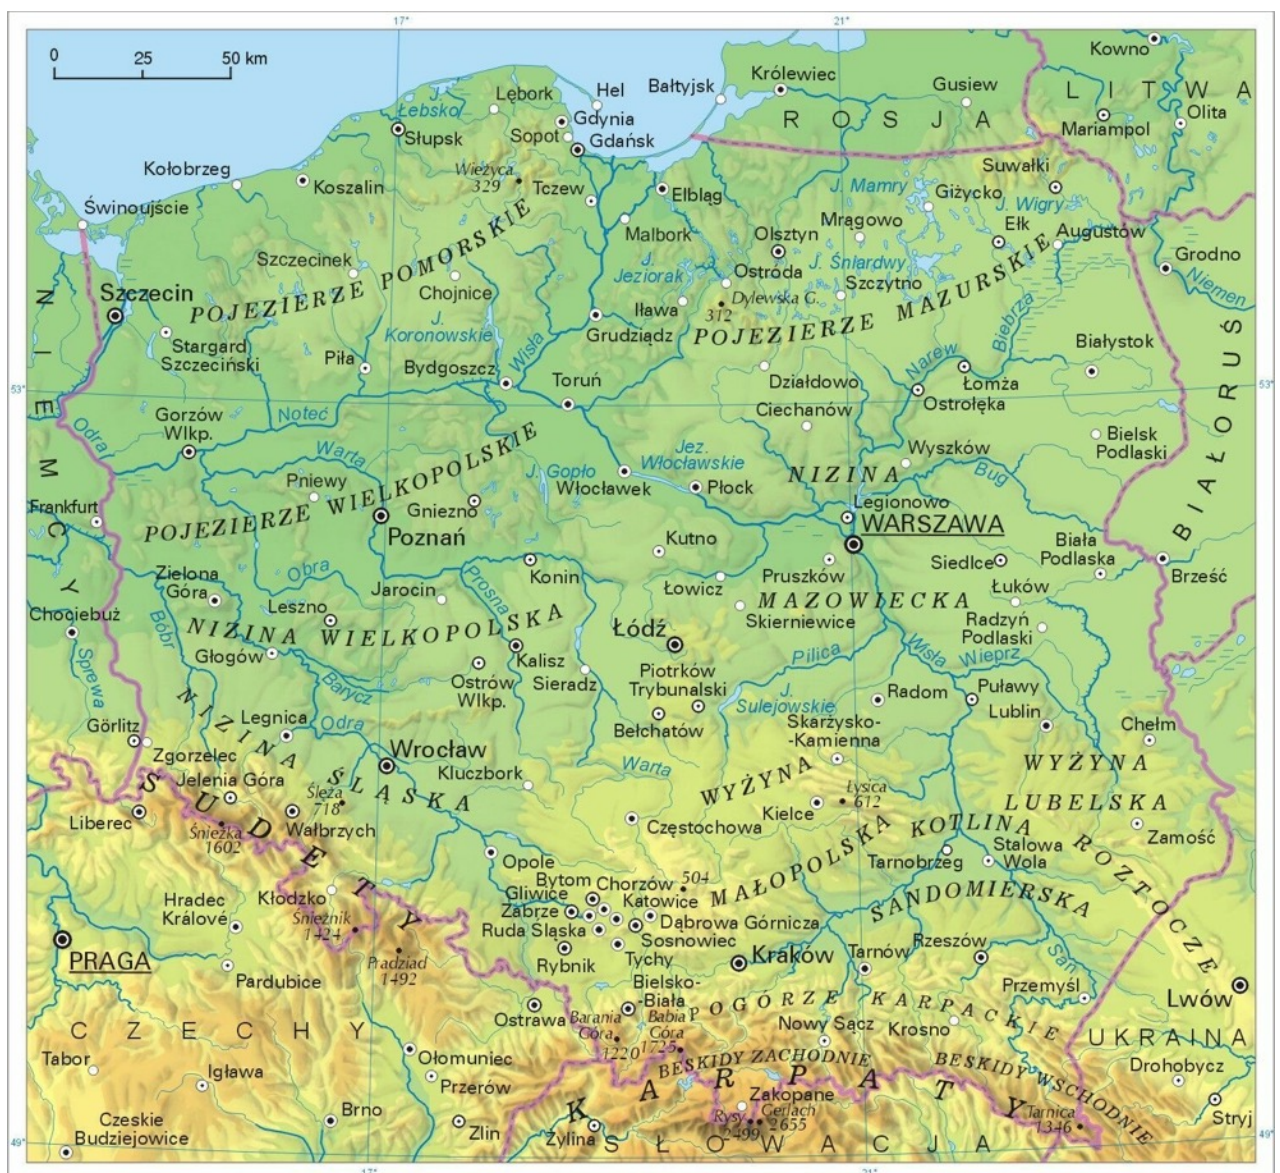 17°
21°
0 25 50 km
Kowno
LITWA
Królewiec
Bałtyjsk
Gusiew
Lębork
Hel
J. Łebsko
Gdynia
ROSJA
Mariampol
Olita
Słupsk
Sopot
Gdańsk
Kołobrzeg
Koszalin
Wieżyca
329
Tczew
Elbląg
J. Mamry
Giżycko
Suwałki
J. Wigry
Świnoujście
Malbork
Mrągowo
Ełk
Augustów
Olsztyn
Grodno
Szczecinek
POJEZIERZE POMORSKIE
Chojnice
J.
Jeziorak
Ostróda
J. Śniardwy
Szczytno
Niemen
Szczecin
Iława
Dylewska G.
312
POJEZIERZE MAZURSKIE
Biebrza
NIEMCY
Stargard
Szczeciński
J.
Koronowskie
Grudziądz
BIAŁORUŚ
Piła
Bydgoszcz
Wisła
Toruń
Działdowo
Narew
Łomża
Białystok
53°
53°
Ciechanów
Ostrołęka
Gorzów
Wlkp.
Noteć
Odra
Warta
POJEZIERZE WIELKOPOLSKIE
J. Gopło
Włocławek
Jez.
Włocławskie
Płock
NIZINA
Wyszków
Bug
Bielsk
Podlaski
Pniewy
Gniezno
Frankfurt
Poznań
Legionowo
WARSZAWA
Kutno
Biała
Podlaska
Brześć
Zielona
Góra
Obra
Konin
Łowicz
Pruszków
Siedlce
Łuków
Leszno
Jarocin
Prosna
MAZOWIECKA
Skierniewice
Radzyń
Podlaski
Chociebuż
Bóbr
NIZINA WIELKOPOLSKA
Łódź
Głogów
Kalisz
Sieradz
Piotrków
Trybunalski
Pilica
Wisła
Wieprz
Sprewa
Barycz
Ostrów
Wlkp.
J.
Sulejowskie
Radom
Puławy
Lublin
Görlitz
Legnica
Odra
Bełchatów
Skarżysko-
-Kamienna
Chełm
Zgorzelec
NIZINA ŚLĄSKA
Wrocław
Warta
Jelenia Góra
Ślęża
718
Kluczbork
WYŻYNA
Łysica
612
WYŻYNA
LUBELSKA
SUDETY
Liberec
Śnieżka
1602
Wałbrzych
Częstochowa
Kielce
KOTLINA
Zamość
Opole
Tarnobrzeg
Stalowa
Wola
ROZTOCZE
Hradec
Králové
Kłodzko
Bytom
Chorzów
504
MAŁOPOLSKA
SANDOMIERSKA
Gliwice
Katowice
Śnieżnik
1424
Zabrze
Dąbrowa Górnicza
Ruda Śląska
Sosnowiec
PRAGA
Pradziad
1492
Rybnik
Tychy
Kraków
Tarnów
Rzeszów
San
Pardubice
Bielsko-
-Biała
Przemyśl
Lwów
CZECHY
Ostrawa
Barania
Góra
1220
Babia
Góra
1725
POGÓRZE KARPACKIE
Nowy Sącz
Krosno
UKRAINA
Tabor
Ołomuniec
BESKIDY ZACHODNIE
BESKIDY WSCHODNIE
Drohobycz
Igława
Przerów
KARPATY
Zakopane
Brno
Rysy
2499
Gerlach
2655
Tarnica
1346
Stryj
Czeskie
Budziejowice
Zlin
Żylina
SŁOWACJA
49°
49°
17°
21°